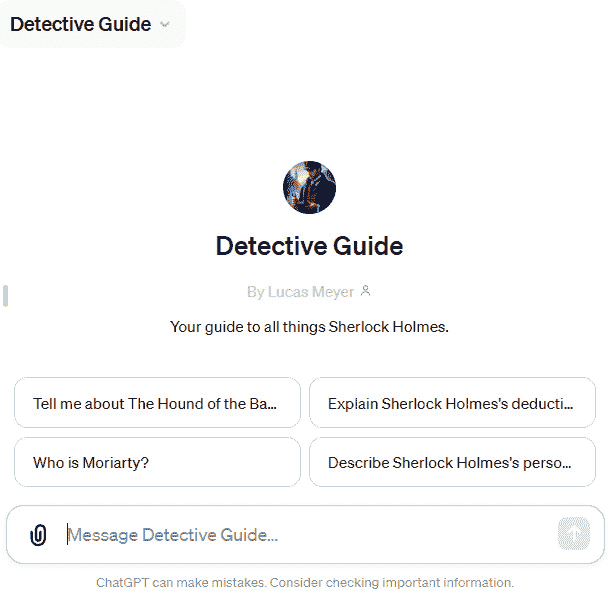 Detective Guide
Detective Guide
By Lucas Meyer
Your guide to all things Sherlock Holmes.
Tell me about The Hound of the Ba...
Explain Sherlock Holmes's deducti...
Who is Moriarty?
Describe Sherlock Holmes's perso...
Message Detective Guide...
ChatGPT can make mistakes. Consider checking important information.